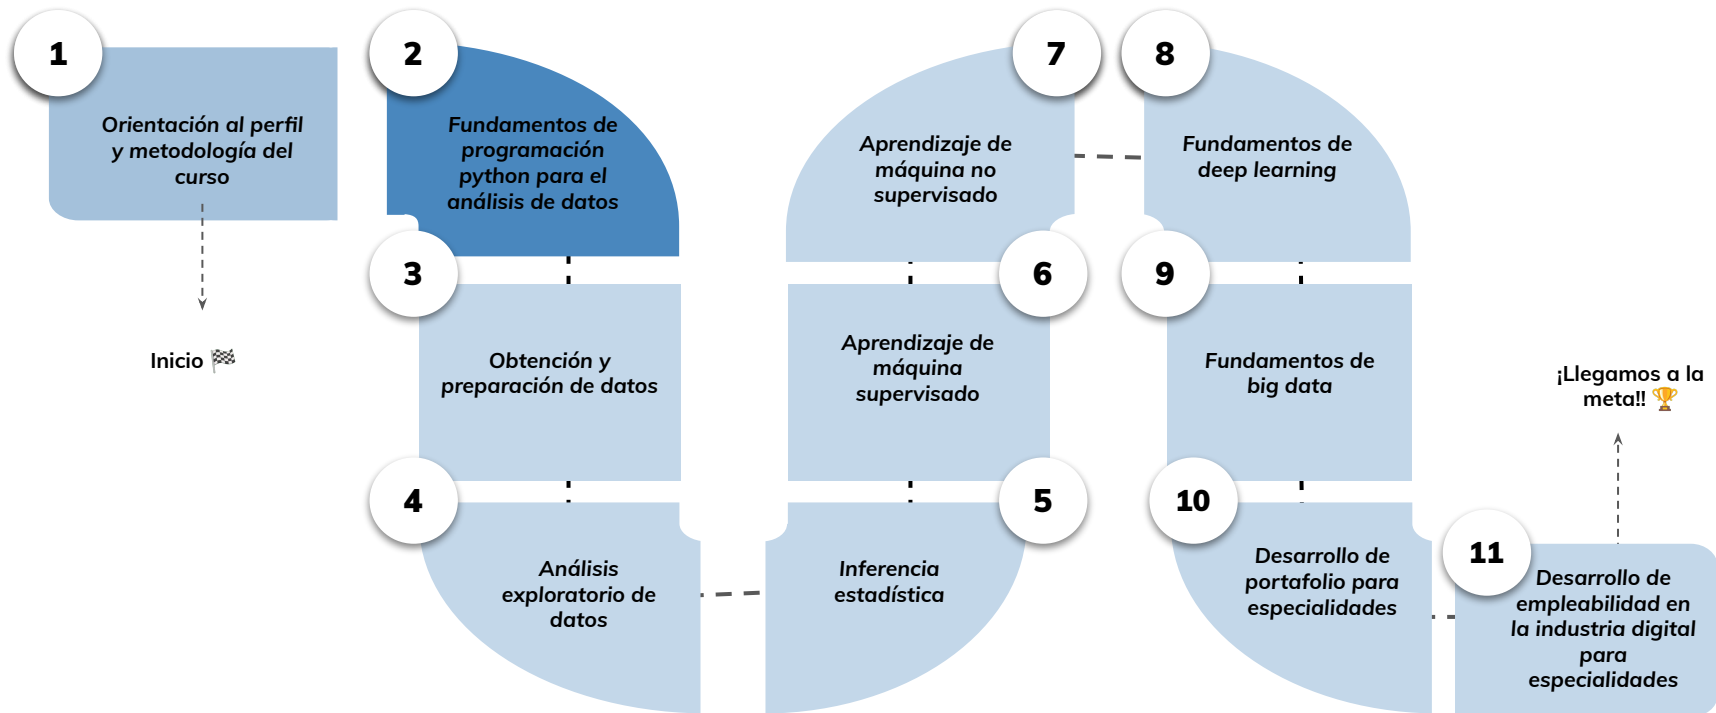 1
Orientación al perfil
y metodología del
curso
Inicio 🏁
2
Fundamentos de
programación
python para el
análisis de datos
3
Obtención y
preparación de datos
4
Análisis
exploratorio de
datos
5
Inferencia
estadística
6
Aprendizaje de
máquina
supervisado
7
Aprendizaje de
máquina no
supervisado
8
Fundamentos de
deep learning
9
Fundamentos de
big data
10
Desarrollo de
portafolio para
especialidades
11
Desarrollo de
empleabilidad en
la industria digital
para
especialidades
¡Llegamos a la
meta!! 🏆